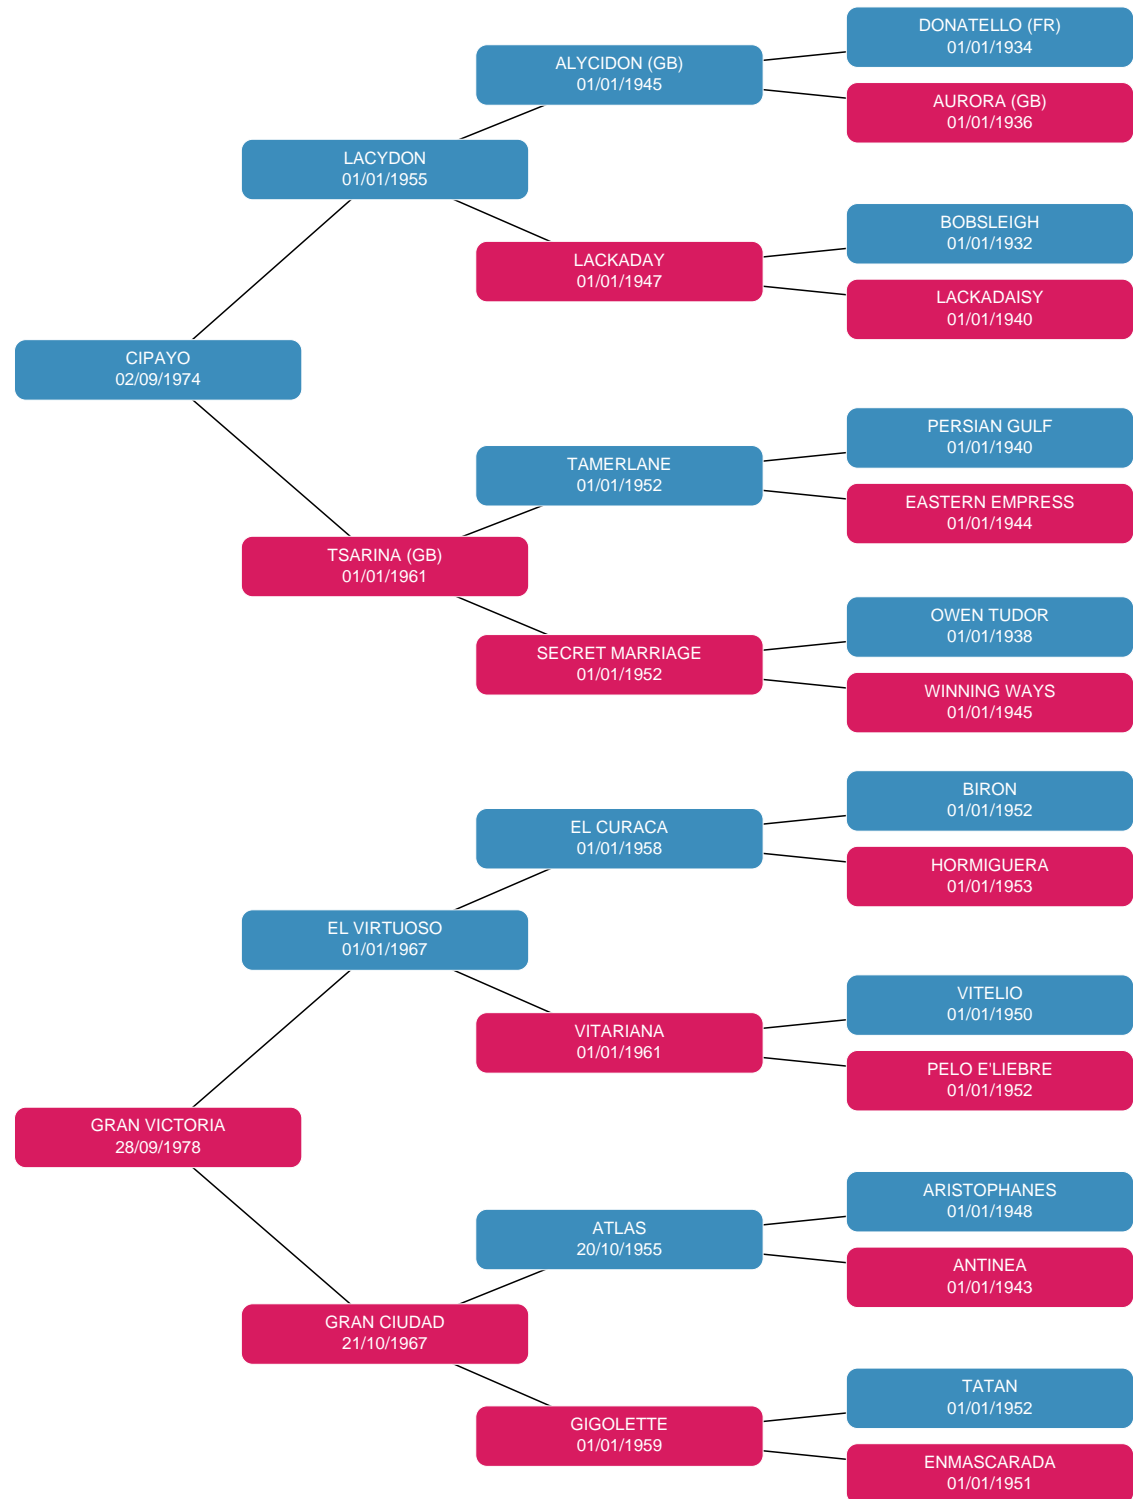 DONATELLO (FR)
01/01/1934
ALYCIDON (GB)
01/01/1945
AURORA (GB)
01/01/1936
LACYDON
01/01/1955
BOBSLEIGH
01/01/1932
LACKADAY
01/01/1947
LACKADAISY
01/01/1940
CIPAYO
02/09/1974
PERSIAN GULF
01/01/1940
TAMERLANE
01/01/1952
EASTERN EMPRESS
01/01/1944
TSARINA (GB)
01/01/1961
OWEN TUDOR
01/01/1938
SECRET MARRIAGE
01/01/1952
WINNING WAYS
01/01/1945
BIRON
01/01/1952
EL CURACA
01/01/1958
HORMIGUERA
01/01/1953
EL VIRTUOSO
01/01/1967
VITELIO
01/01/1950
VITARIANA
01/01/1961
PELO E'LIEBRE
01/01/1952
GRAN VICTORIA
28/09/1978
ARISTOPHANES
01/01/1948
ATLAS
20/10/1955
ANTINEA
01/01/1943
GRAN CIUDAD
21/10/1967
TATAN
01/01/1952
GIGOLETTE
01/01/1959
ENMASCARADA
01/01/1951